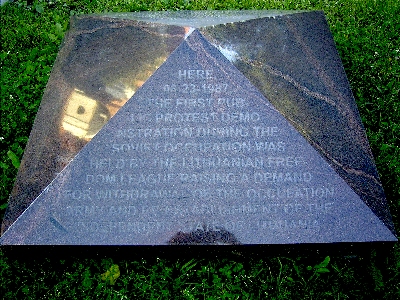 HERE
08-23-1987
THE FIRST PUB
LIC PROTEST DEMO
NSTRATION DURING THE
SOVIET OCCUPATION WAS
HELD BY THE LITHUANIAN FREE
DOM LEAGUE RAISING A DEMAND
FOR WITHDRAWAL OF THE OCCUPATION
ARMY AND OF THE